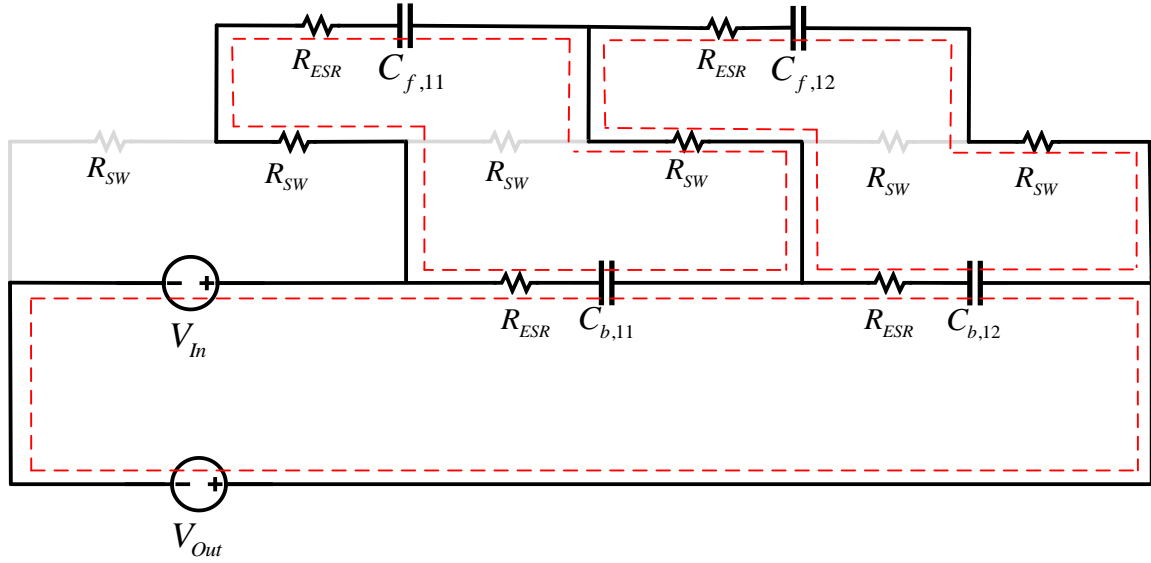 R_ESR C_f,11 R_ESR C_f,12
R_SW R_SW R_SW R_SW R_SW R_SW
V_In R_ESR C_b,11 R_ESR C_b,12
V_Out